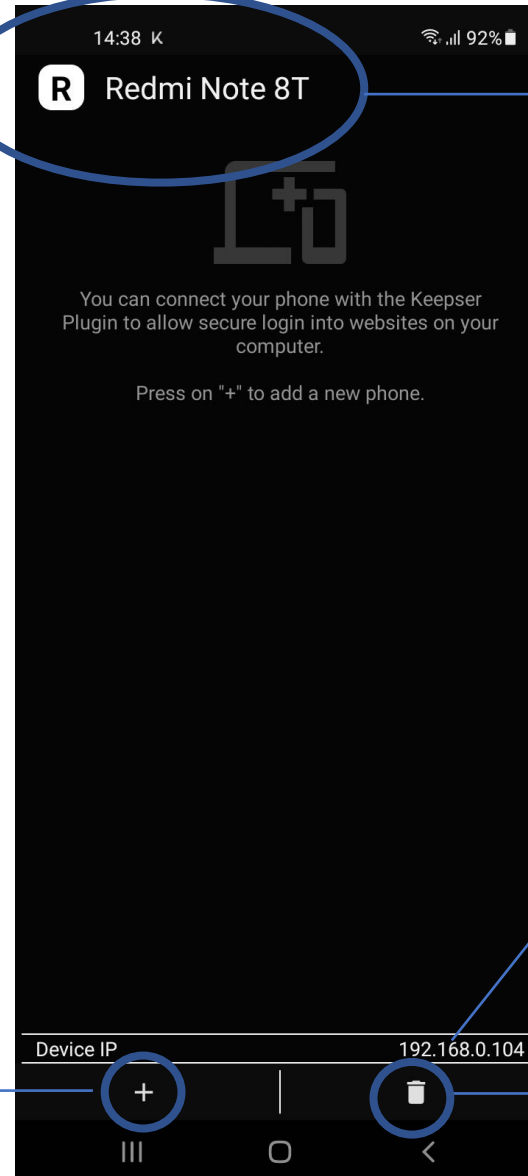 14:38 K 92%
R Redmi Note 8T
You can connect your phone with the Keepser
Plugin to allow secure login into websites on your
computer.
Press on "+" to add a new phone.
Device IP 192.168.0.104
+